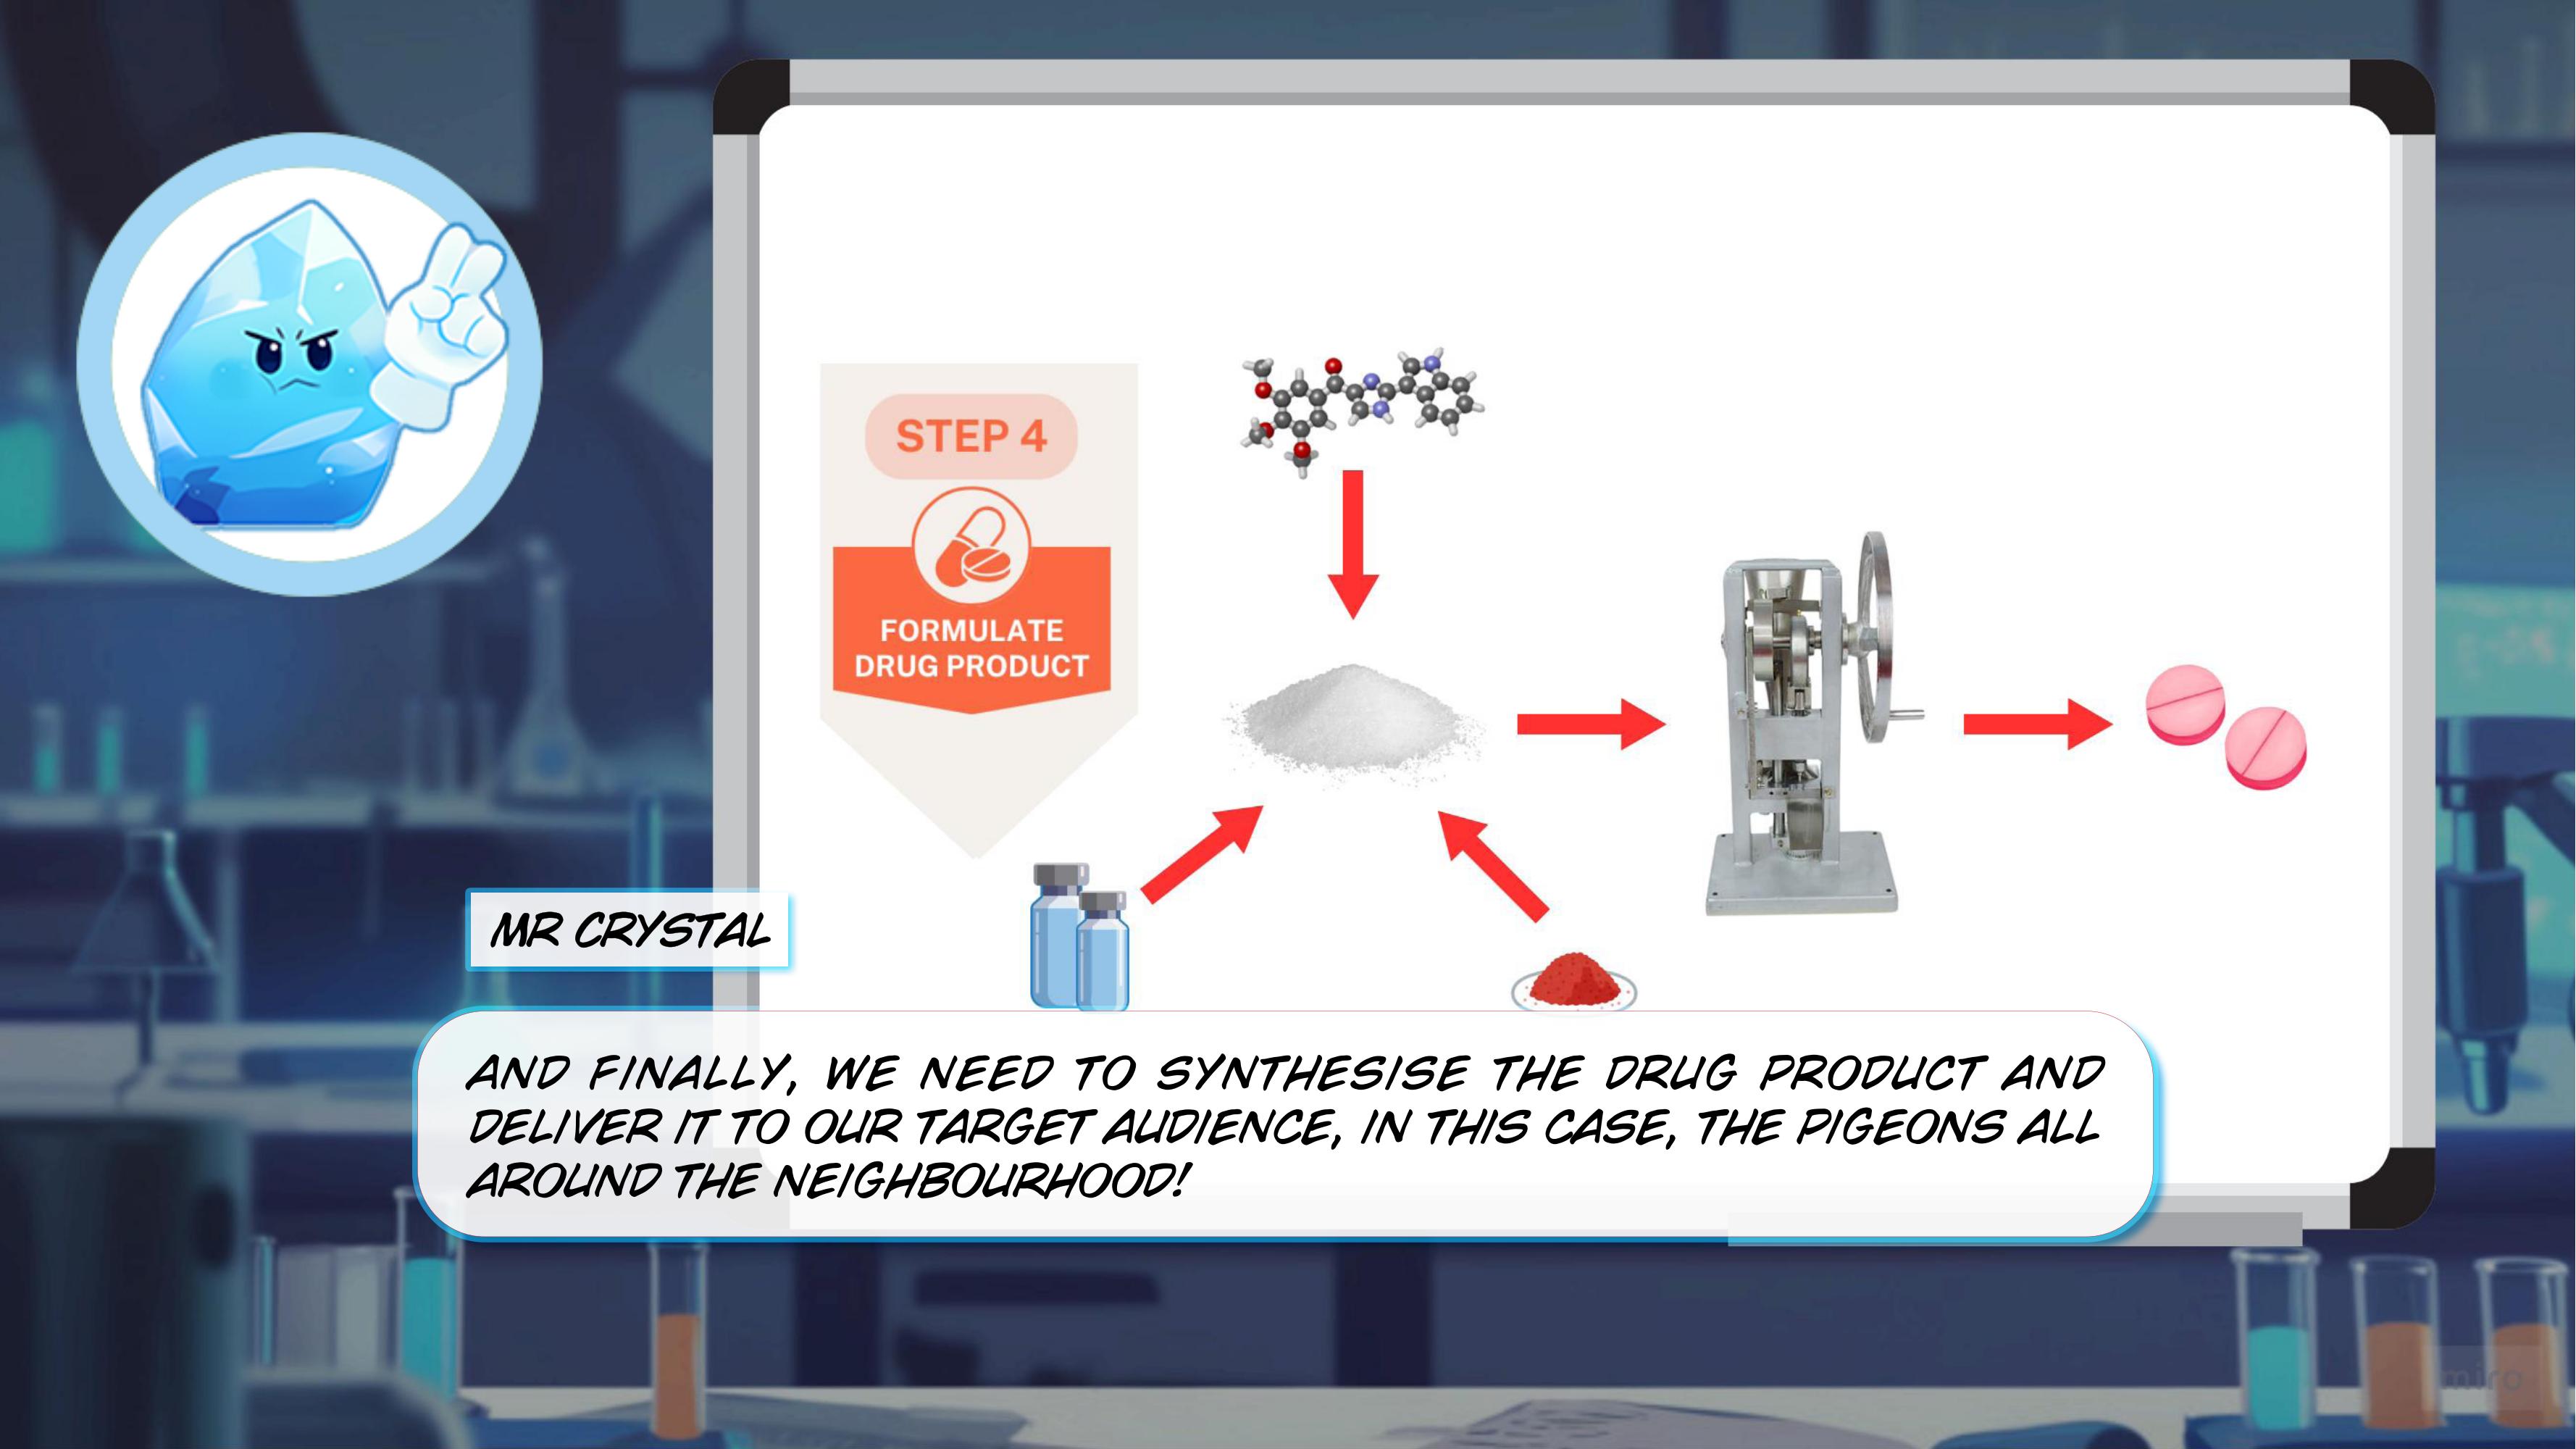 STEP 4
FORMULATE
DRUG PRODUCT
MR CRYSTAL
AND FINALLY, WE NEED TO SYNTHESISE THE DRUG PRODUCT AND
DELIVER IT TO OUR TARGET AUDIENCE, IN THIS CASE, THE PIGEONS ALL
AROUND THE NEIGHBOURHOOD!
miro